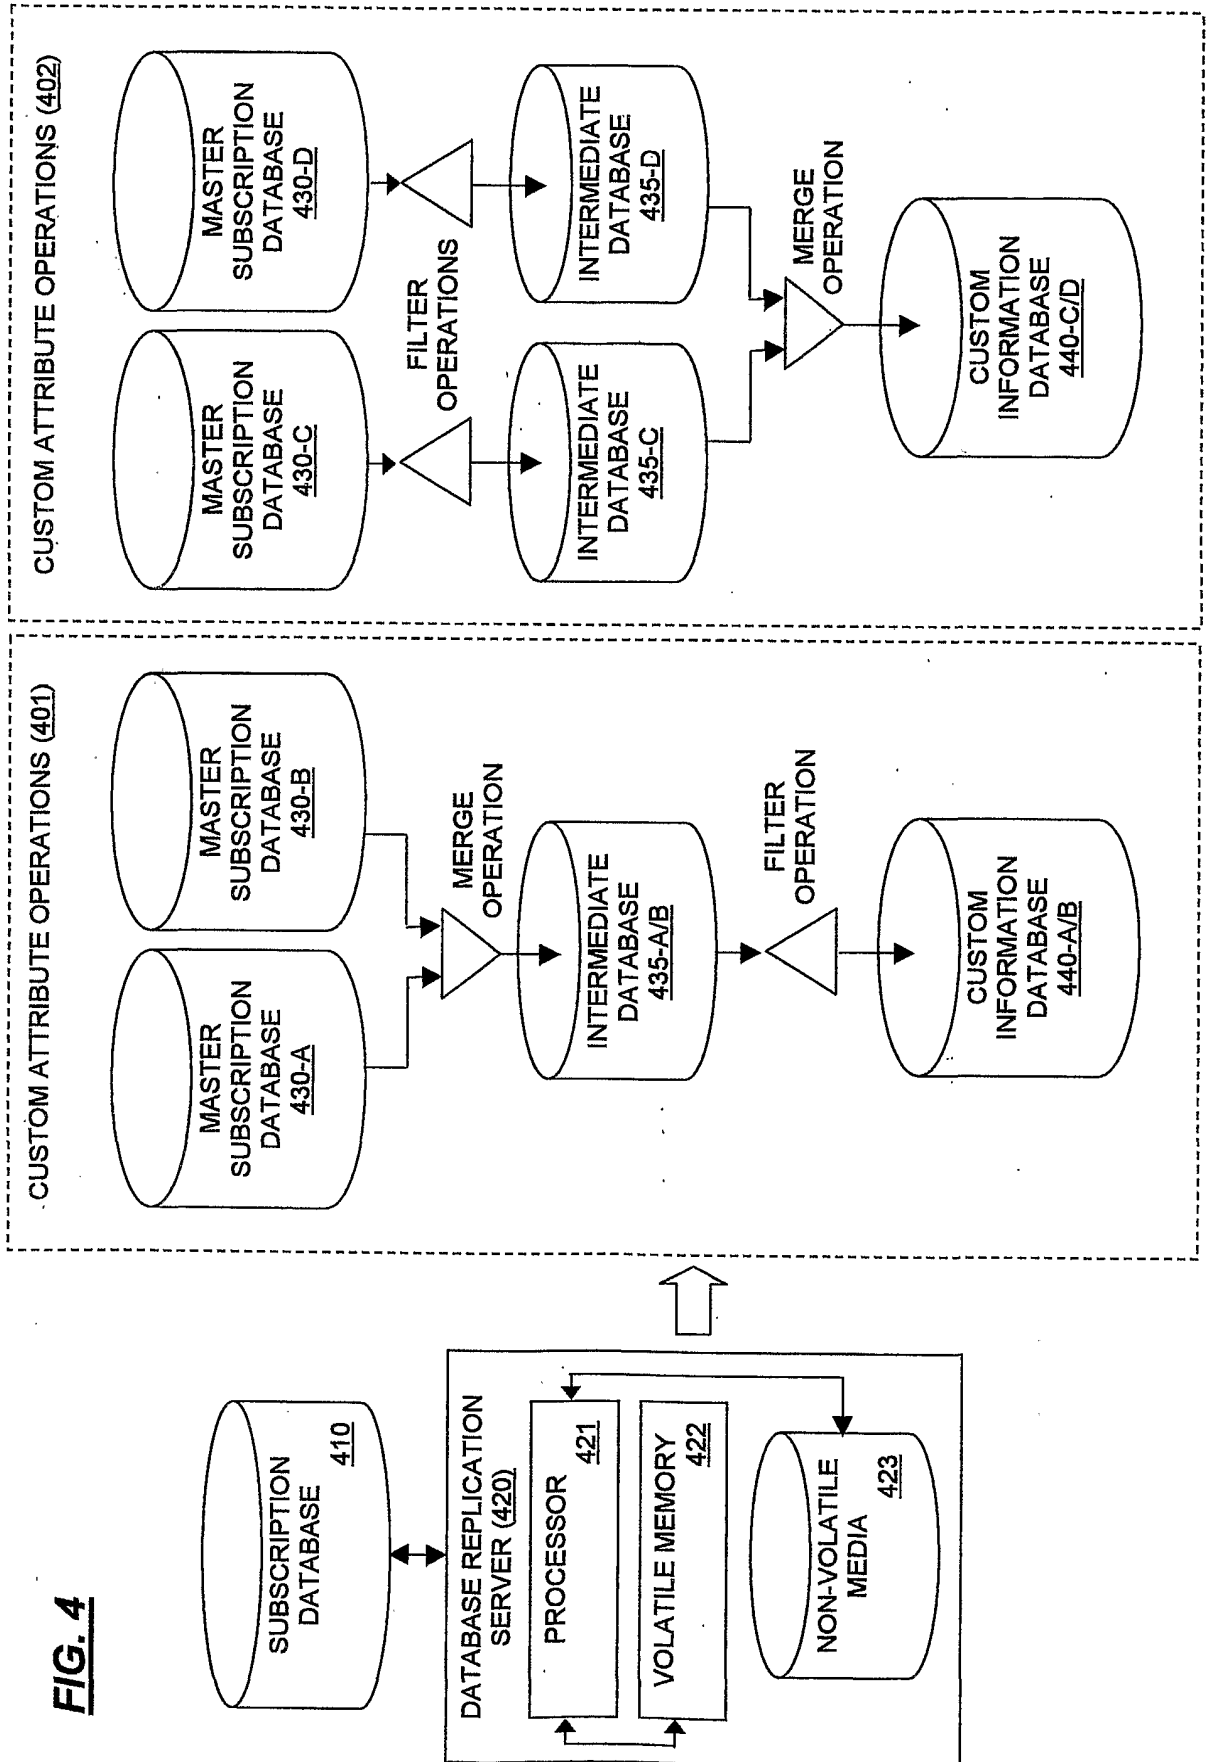 FIG. 4
SUBSCRIPTION
DATABASE
410
DATABASE REPLICATION
SERVER (420)
PROCESSOR
421
VOLATILE MEMORY
422
NON-VOLATILE
MEDIA
423
CUSTOM ATTRIBUTE OPERATIONS (401)
MASTER
SUBSCRIPTION
DATABASE
430-A
MASTER
SUBSCRIPTION
DATABASE
430-B
MERGE
OPERATION
INTERMEDIATE
DATABASE
435-A/B
FILTER
OPERATION
CUSTOM
INFORMATION
DATABASE
440-A/B
CUSTOM ATTRIBUTE OPERATIONS (402)
MASTER
SUBSCRIPTION
DATABASE
430-C
MASTER
SUBSCRIPTION
DATABASE
430-D
FILTER
OPERATIONS
INTERMEDIATE
DATABASE
435-C
INTERMEDIATE
DATABASE
435-D
MERGE
OPERATION
CUSTOM
INFORMATION
DATABASE
440-C/D